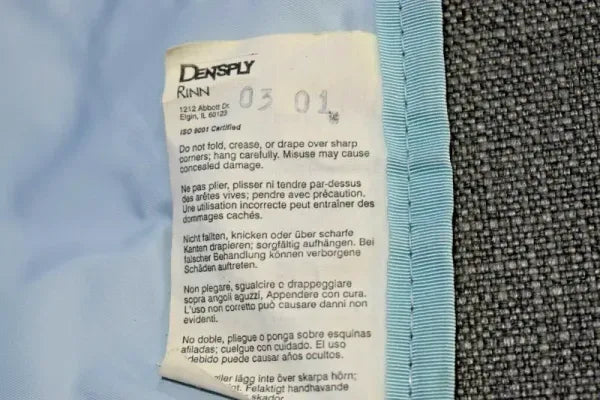 DENTSPLY
RINN
1212 Abbott Dr.
Elgin, IL 60123
03 01
ISO 9001 Certified
Do not fold, crease, or drape over sharp
corners; hang carefully. Misuse may cause
concealed damage.
Ne pas plier, plisser ni tendre par-dessus
des arêtes vives; pendre avec précaution.
Une utilisation incorrecte peut entraîner des
dommages cachés.
Nicht falten, knicken oder über scharfe
Kanten drapieren; sorgfältig aufhängen. Bei
falscher Behandlung können verborgene
Schäden auftreten.
Non piegare, sgualcire o drappeggiare
sopra angoli aguzzi, Appendere con cura.
L'uso non corretto può causare danni non
evidenti.
No doble, pliegue o ponga sobre esquinas
afiladas; cuelgue con cuidado. El uso
debido puede causar años ocultos.
lägg inte över skarpa hörn;
Felaktigt handhavande
skador